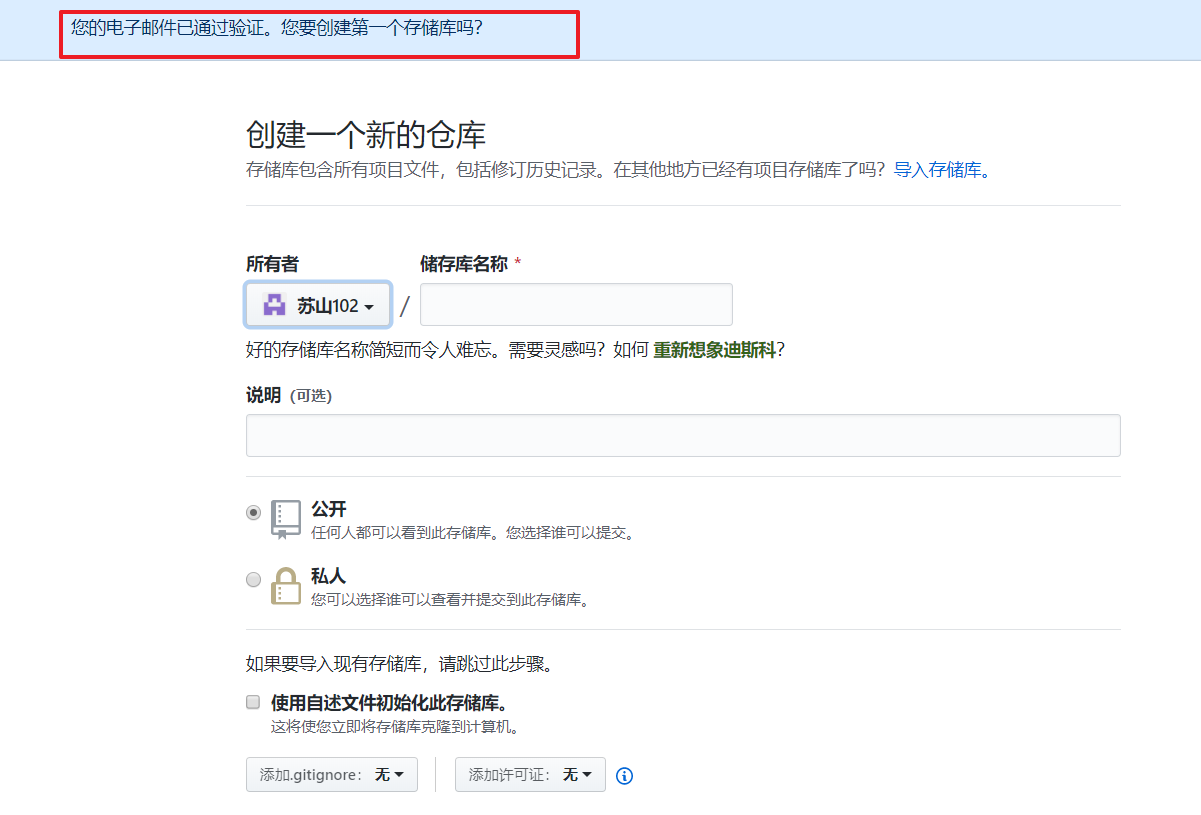 您的电子邮件已通过验证。您要创建第一个存储库吗？
创建一个新的仓库
存储库包含所有项目文件，包括修订历史记录。在其他地方已经有项目存储库了吗？导入存储库。
所有者 储存库名称 *
苏山102 /
好的存储库名称简短而令人难忘。需要灵感吗？如何 重新想象迪斯科？
说明 (可选)
公开
任何人都可以看到此存储库。您选择谁可以提交。
私人
您可以选择谁可以查看并提交到此存储库。
如果要导入现有存储库，请跳过此步骤。
使用自述文件初始化此存储库。
这将使您立即将存储库克隆到计算机。
添加.gitignore： 无 添加许可证： 无